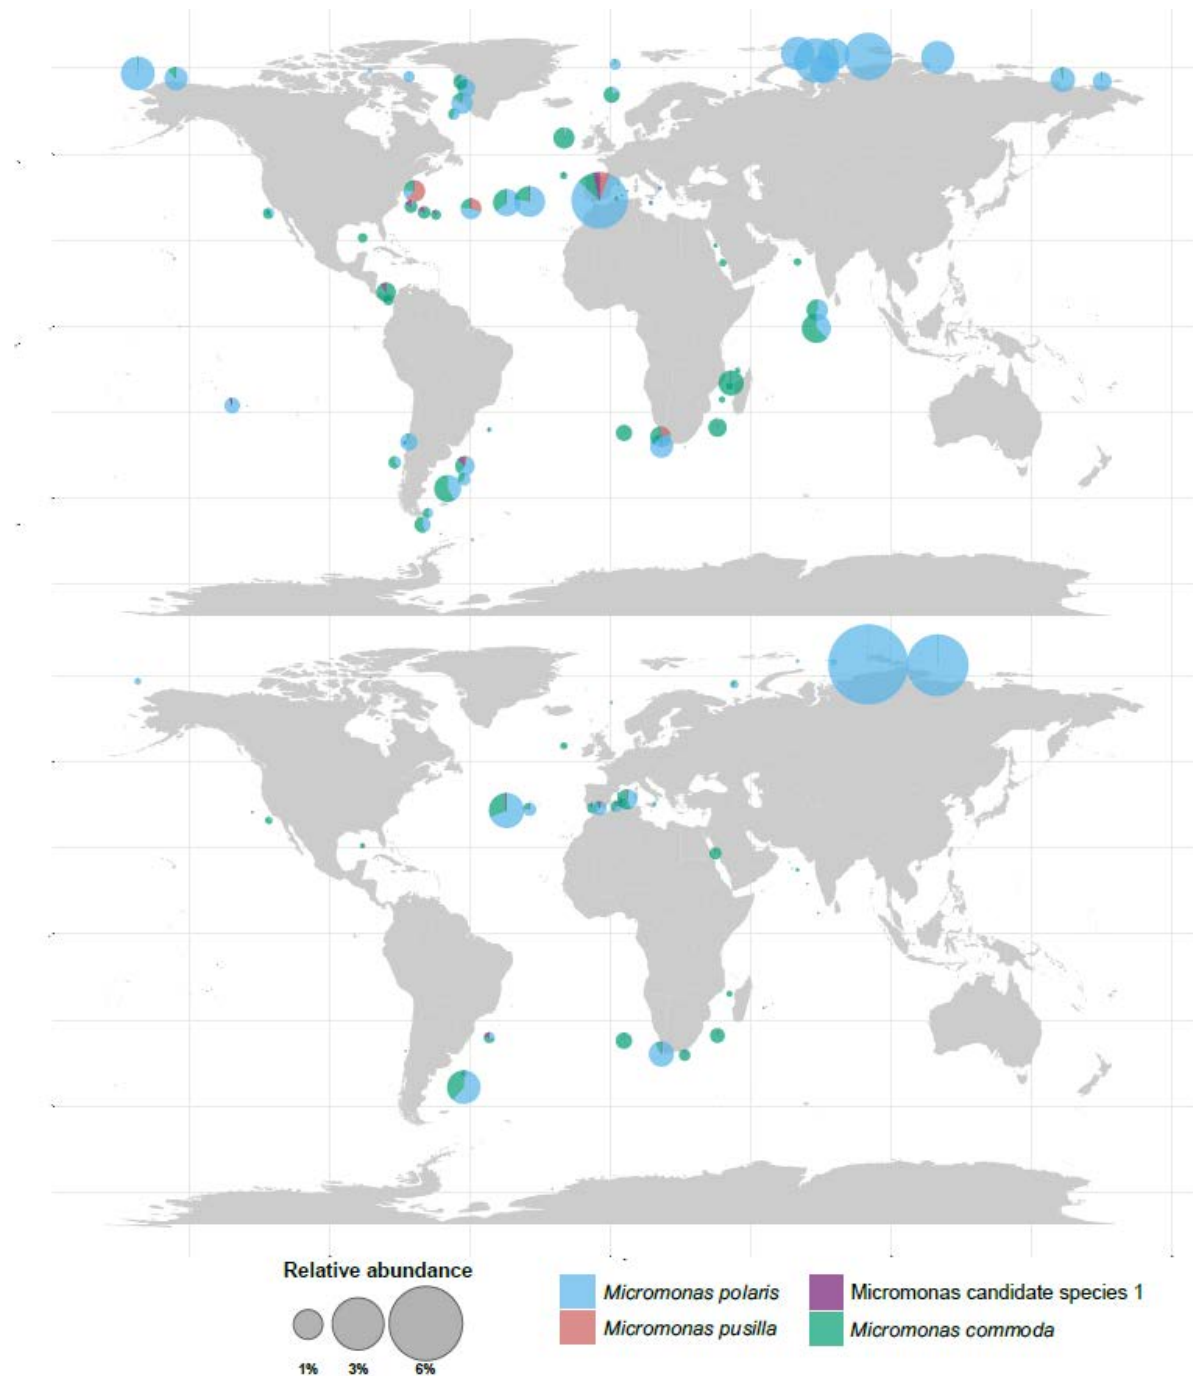 Relative abundance
1% 3% 6%
Micromonas polaris
Micromonas pusilla
Micromonas candidate species 1
Micromonas commoda